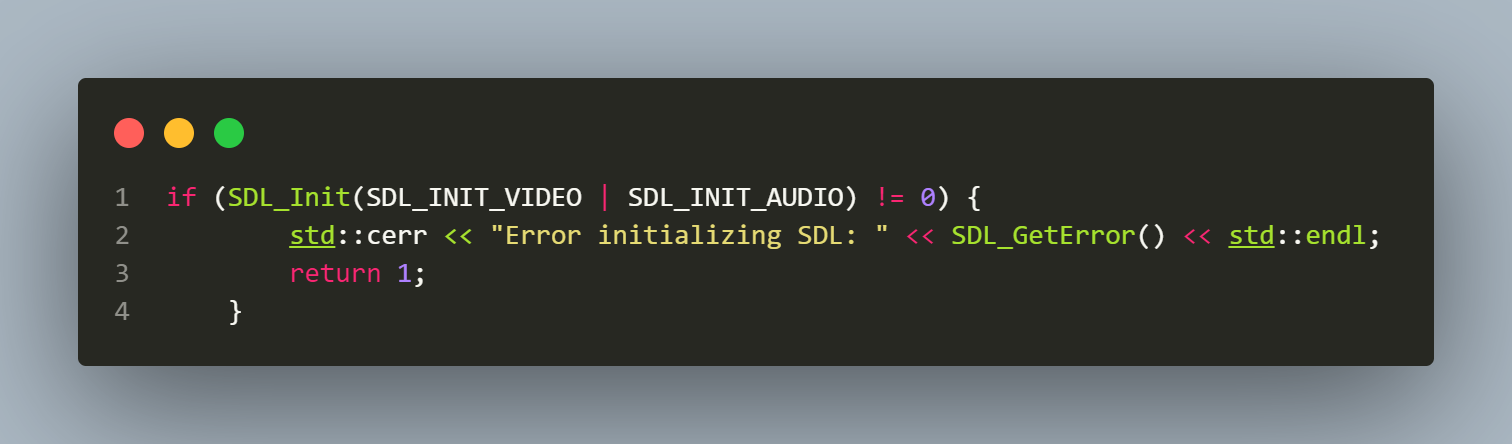 1 if (SDL_Init(SDL_INIT_VIDEO | SDL_INIT_AUDIO) != 0) {
2 std::cerr << "Error initializing SDL: " << SDL_GetError() << std::endl;
3 return 1;
4 }